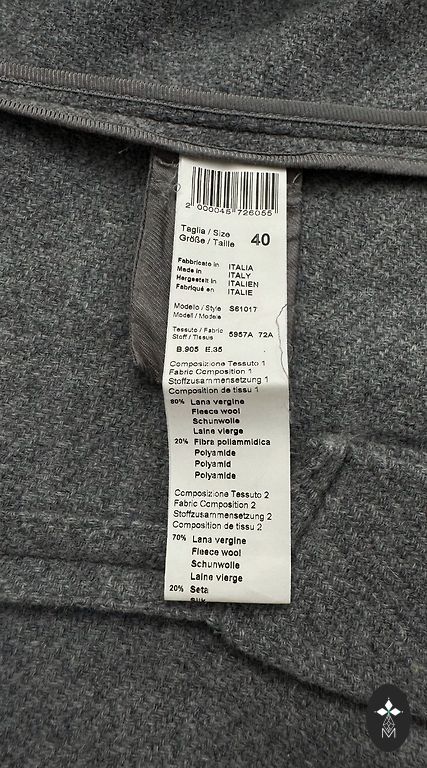 2 000045 726055
Taglia / Size
Größe / Taille 40
Fabbricato in ITALIA
Made in ITALY
Hergestellt in ITALIEN
Fabriqué en ITALIE
Modello / Style S61017
Modell / Modèle
Tessuto / Fabric 5957A 72A
Stoff / Tissus
B.905 E.35
Composizione Tessuto 1
Fabric Composition 1
Stoffzusammensetzung 1
Composition de tissu 1
80% Lana vergine
Fleece wool
Schunwolle
Laine vierge
20% Fibra poliammidica
Polyamide
Polyamid
Polyamide
Composizione Tessuto 2
Fabric Composition 2
Stoffzusammensetzung 2
Composition de tissu 2
70% Lana vergine
Fleece wool
Schunwolle
Laine vierge
20% Seta
Silk
M